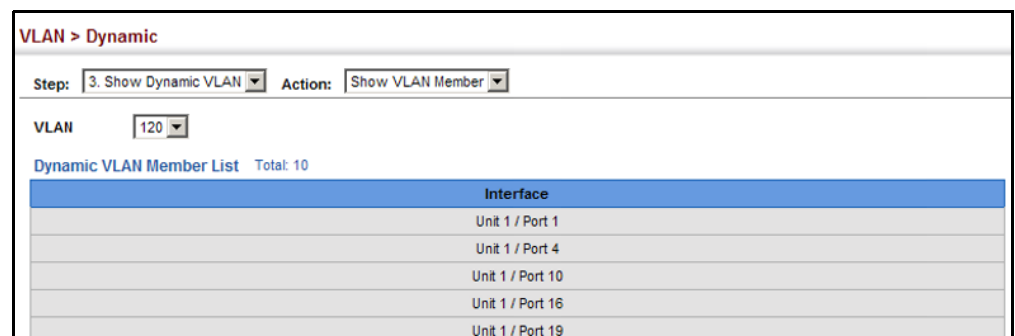 VLAN > Dynamic
Step: 3. Show Dynamic VLAN Action: Show VLAN Member
VLAN 120
Dynamic VLAN Member List Total: 10
Interface
Unit 1 / Port 1
Unit 1 / Port 4
Unit 1 / Port 10
Unit 1 / Port 16
Unit 1 / Port 19